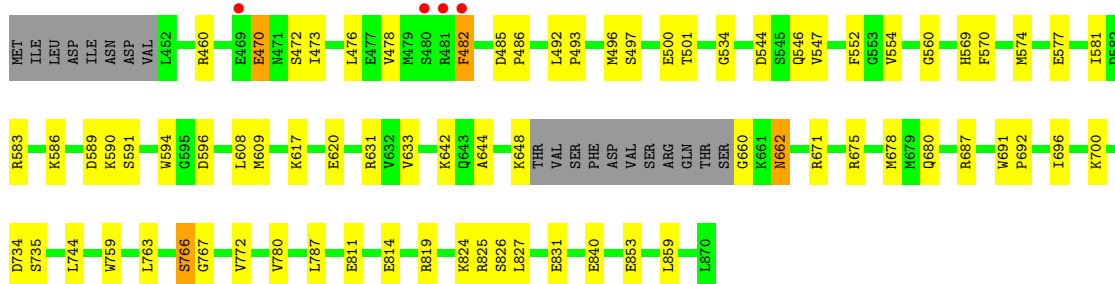 MET ILE LEU ASP ILE ASN ASP VAL L452 R460 E469 E470 N471 S472 I473 L476 E477 V478 M479 S480 R481 F482 D485 P486 L492 P493 M496 S497 E500 T501 G534 D544 S545 Q546 V547 F552 G553 V554 G560 H569 F570 M574 E577 I581 D582
R583 K586 D589 K590 S591 W594 G595 D596 L608 M609 K617 E620 R631 V632 V633 K642 Q643 A644 K648 THR VAL SER PHE ASP VAL SER ARG GLN THR SER G660 K661 N662 R671 R675 M678 M679 Q680 R687 W691 P692 I696 K700
D734 S735 L744 W759 L763 S766 G767 V772 V780 L787 E811 E814 R819 K824 R825 S826 L827 E831 E840 E853 L859 L870